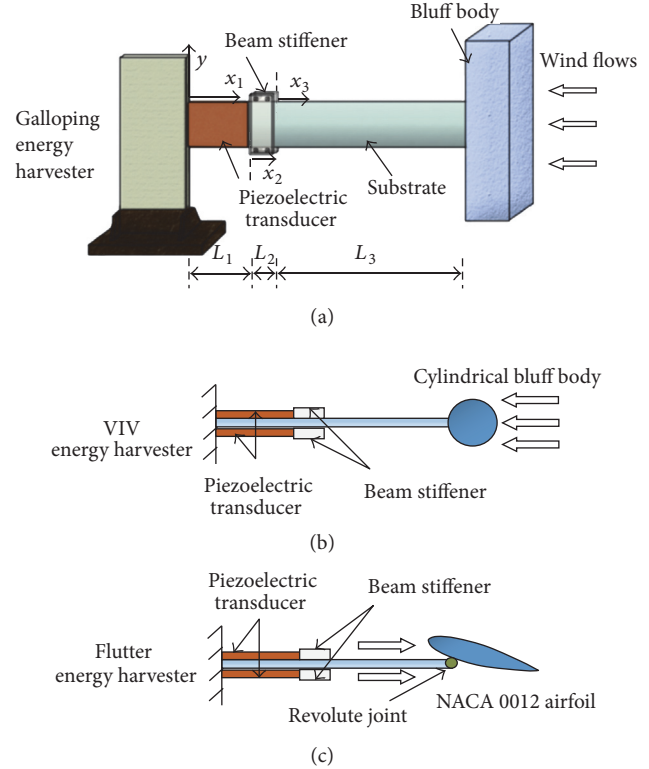 Bluff body
Beam stiffener
Wind flows
y
x1
x3
Galloping
energy
harvester
x2
Substrate
Piezoelectric
transducer
L1
L2
L3
(a)
Cylindrical bluff body
VIV
energy harvester
Piezoelectric
transducer
Beam stiffener
(b)
Piezoelectric
transducer
Beam stiffener
Flutter
energy harvester
NACA 0012 airfoil
Revolute joint
(c)